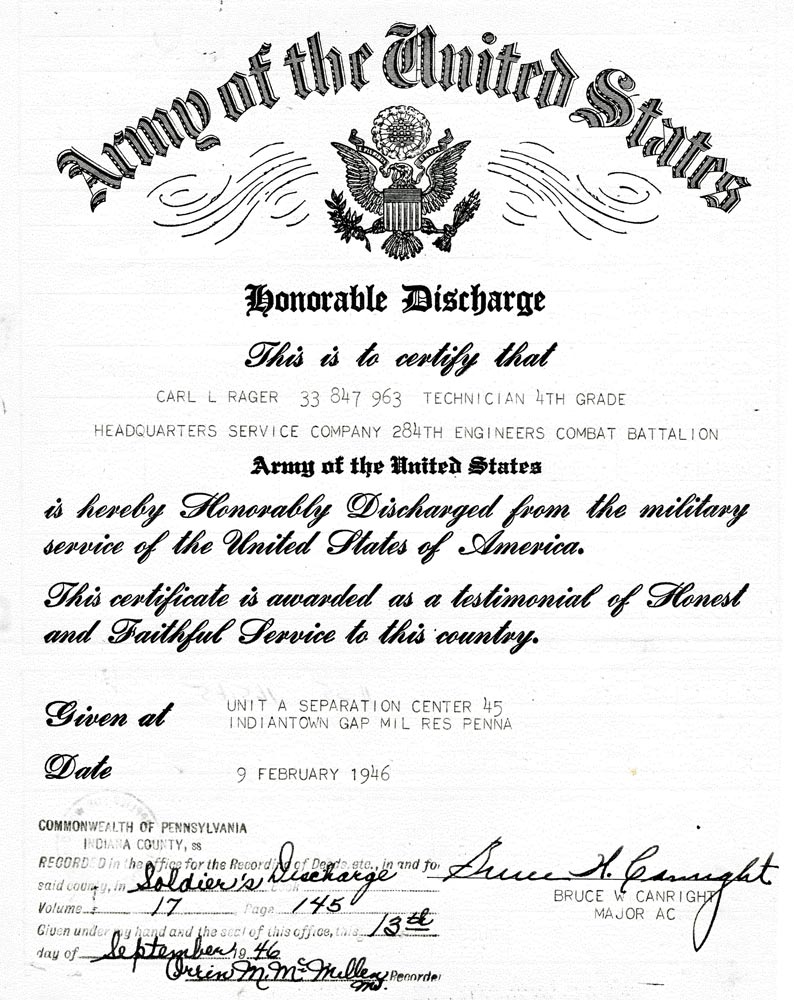 Army of the United States
Honorable Discharge
This is to certify that
CARL L RAGER 33 847 963 TECHNICIAN 4TH GRADE
HEADQUARTERS SERVICE COMPANY 284TH ENGINEERS COMBAT BATTALION
Army of the United States
is hereby Honorably Discharged from the military
service of the United States of America.
This certificate is awarded as a testimonial of Honest
and Faithful Service to this country.
Given at UNIT A SEPARATION CENTER 45
INDIANTOWN GAP MIL RES PENNA
Date 9 FEBRUARY 1946
COMMONWEALTH OF PENNSYLVANIA
INDIANA COUNTY, ss
RECORDED in the office for the Recording of Deeds, etc., in and for
said county, in Soldier's Discharge Book
Volume 17 Page 145
Given under my hand and the seal of this office, this 13th
day of September 1946
Orrin M. McMillen Recorder
Bruce W. Canright
BRUCE W CANRIGHT
MAJOR AC